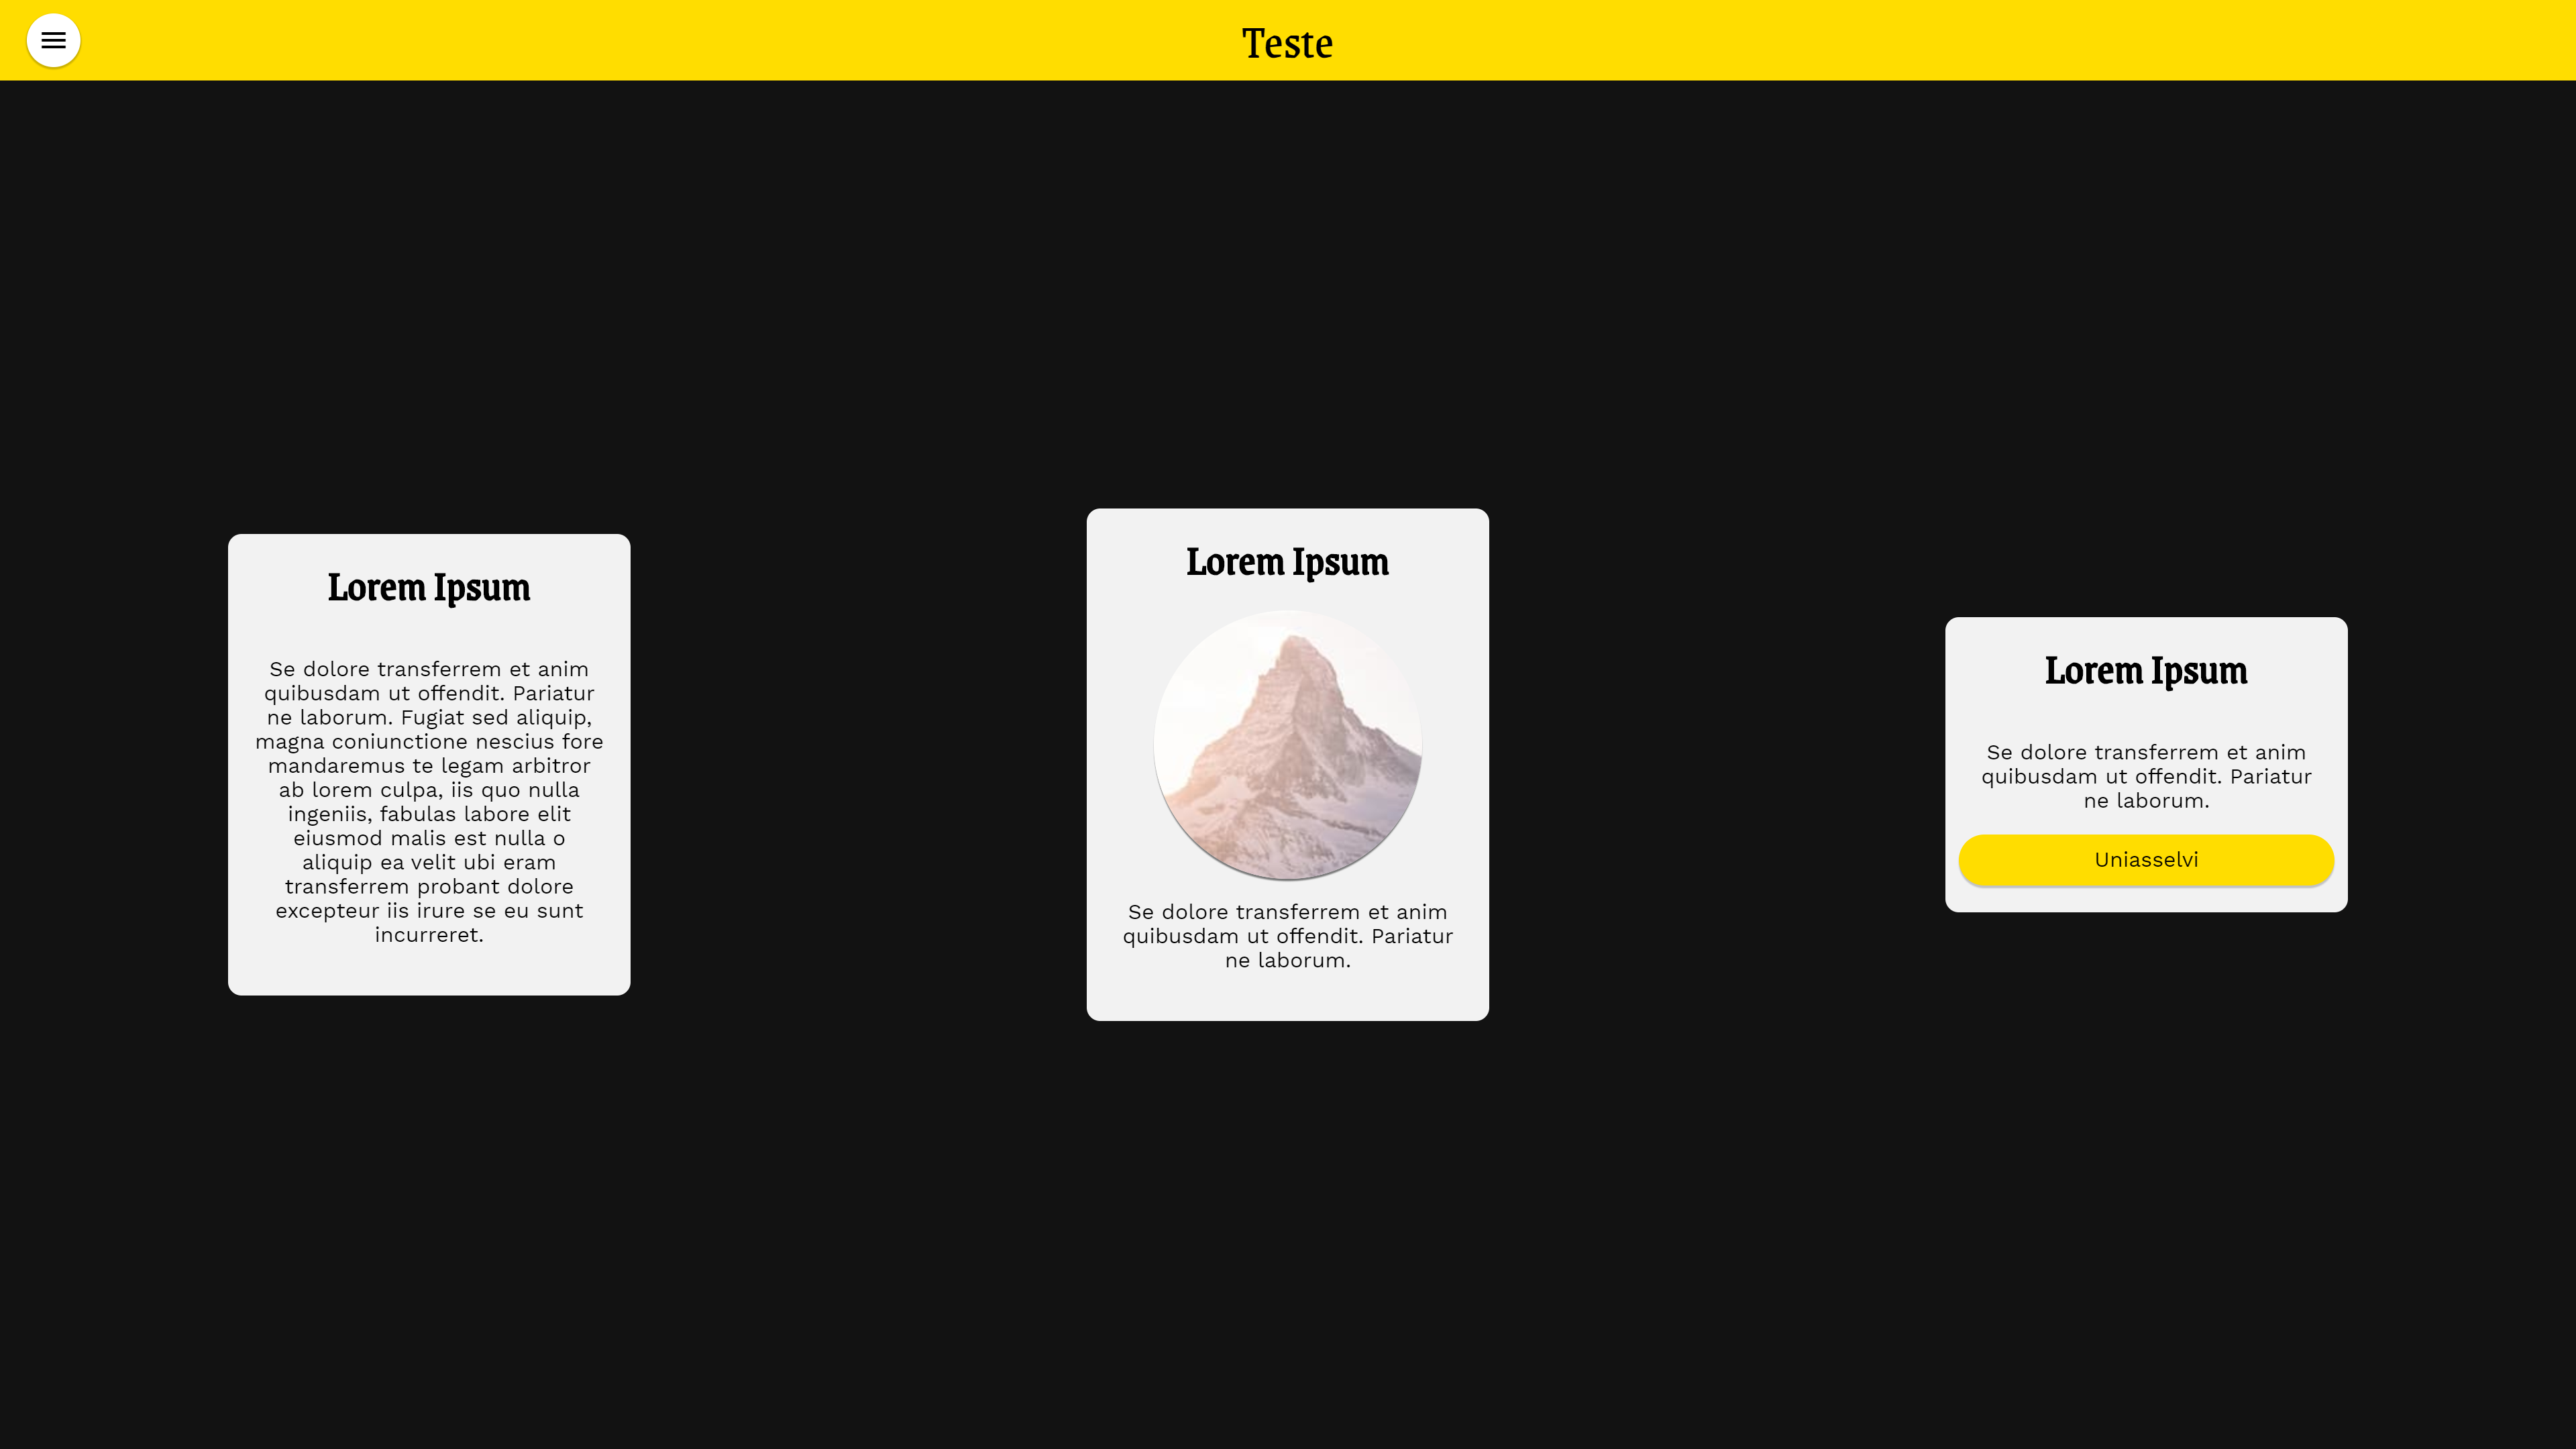 Teste
Lorem Ipsum
Se dolore transferrem et anim
quibusdam ut offendit. Pariatur
ne laborum. Fugiat sed aliquip,
magna coniunctione nescius fore
mandaremus te legam arbitror
ab lorem culpa, iis quo nulla
ingeniis, fabulas labore elit
eiusmod malis est nulla o
aliquip ea velit ubi eram
transferrem probant dolore
excepteur iis irure se eu sunt
incurreret.
Lorem Ipsum
Se dolore transferrem et anim
quibusdam ut offendit. Pariatur
ne laborum.
Lorem Ipsum
Se dolore transferrem et anim
quibusdam ut offendit. Pariatur
ne laborum.
Uniasselvi